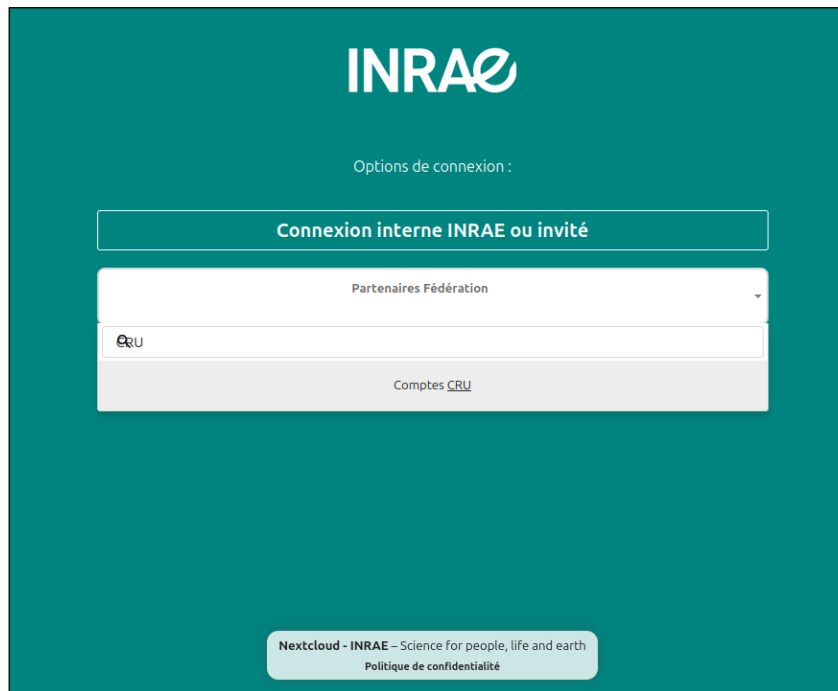 INRAE
Options de connexion :
Connexion interne INRAE ou invité
Partenaires Fédération
CRU
Comptes CRU
Nextcloud - INRAE – Science for people, life and earth
Politique de confidentialité